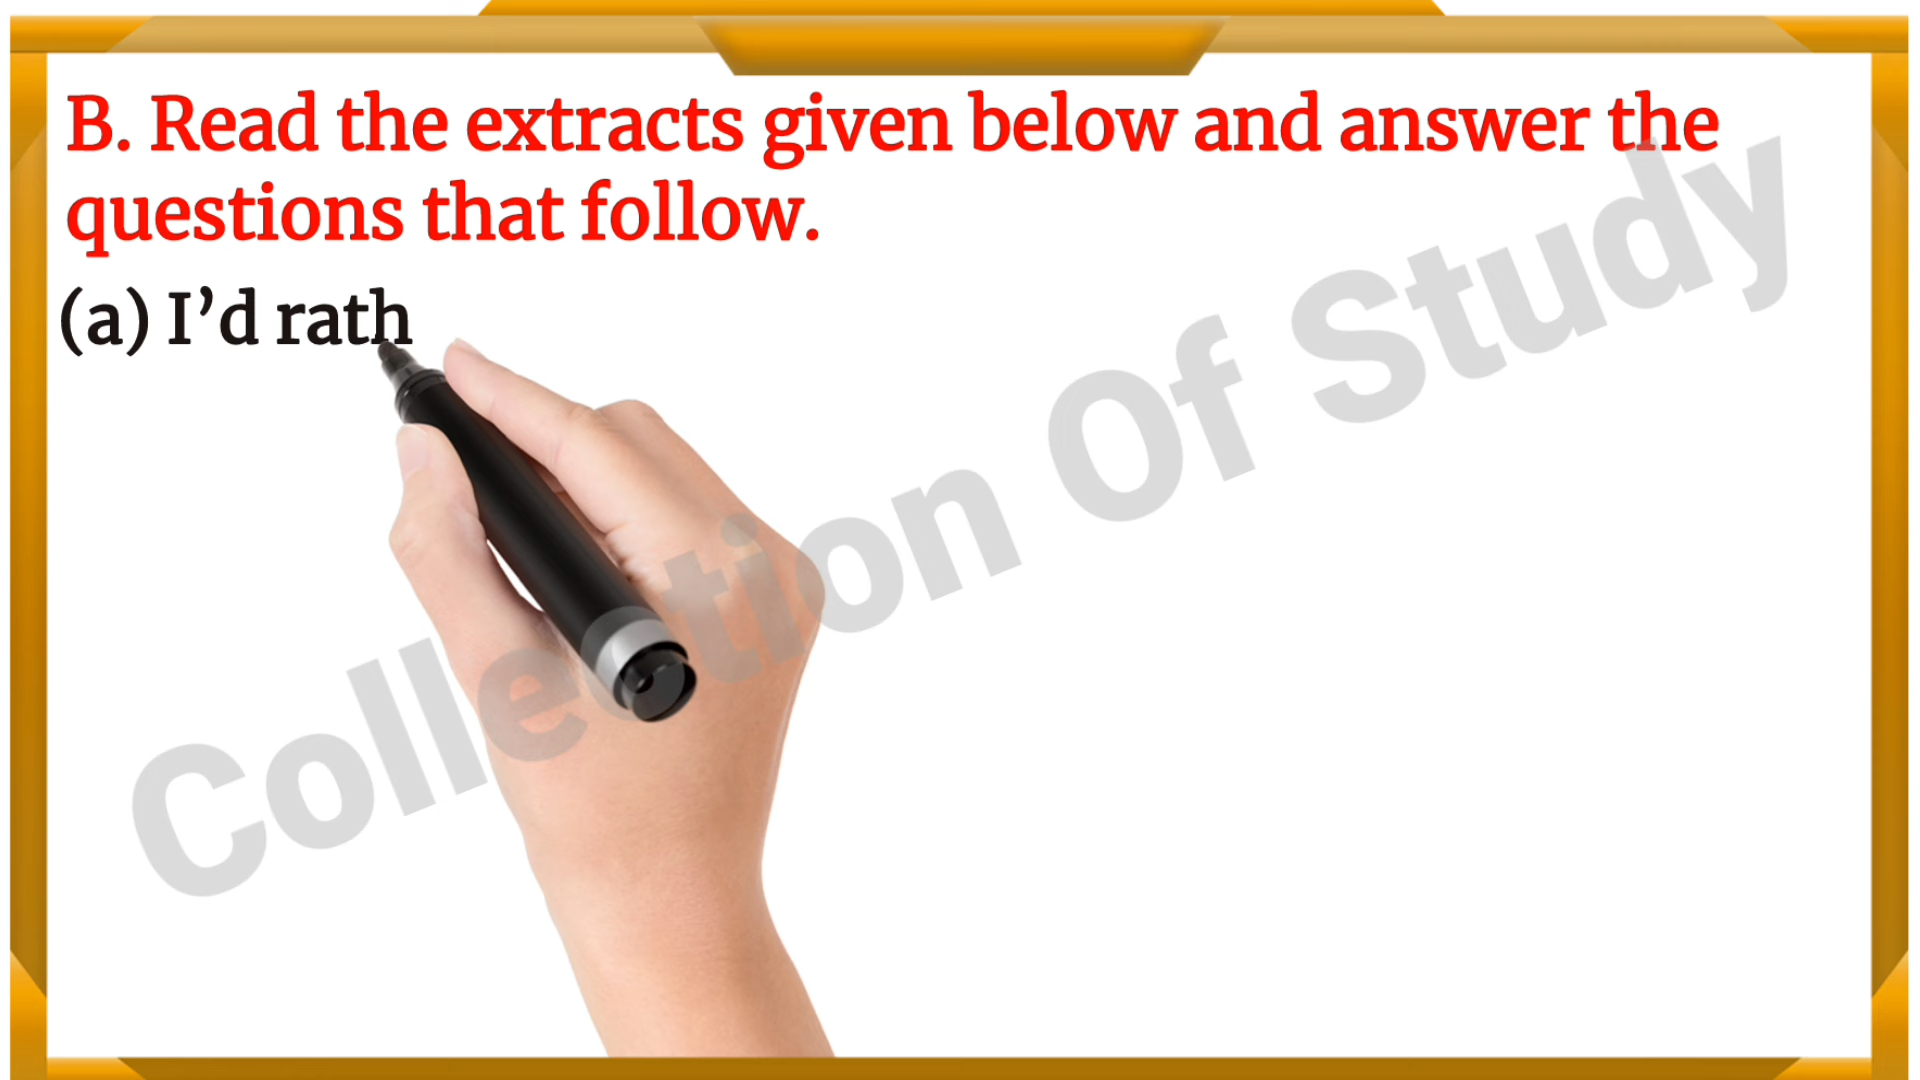 B. Read the extracts given below and answer the
questions that follow.
(a) I’d rath
Collection Of Study